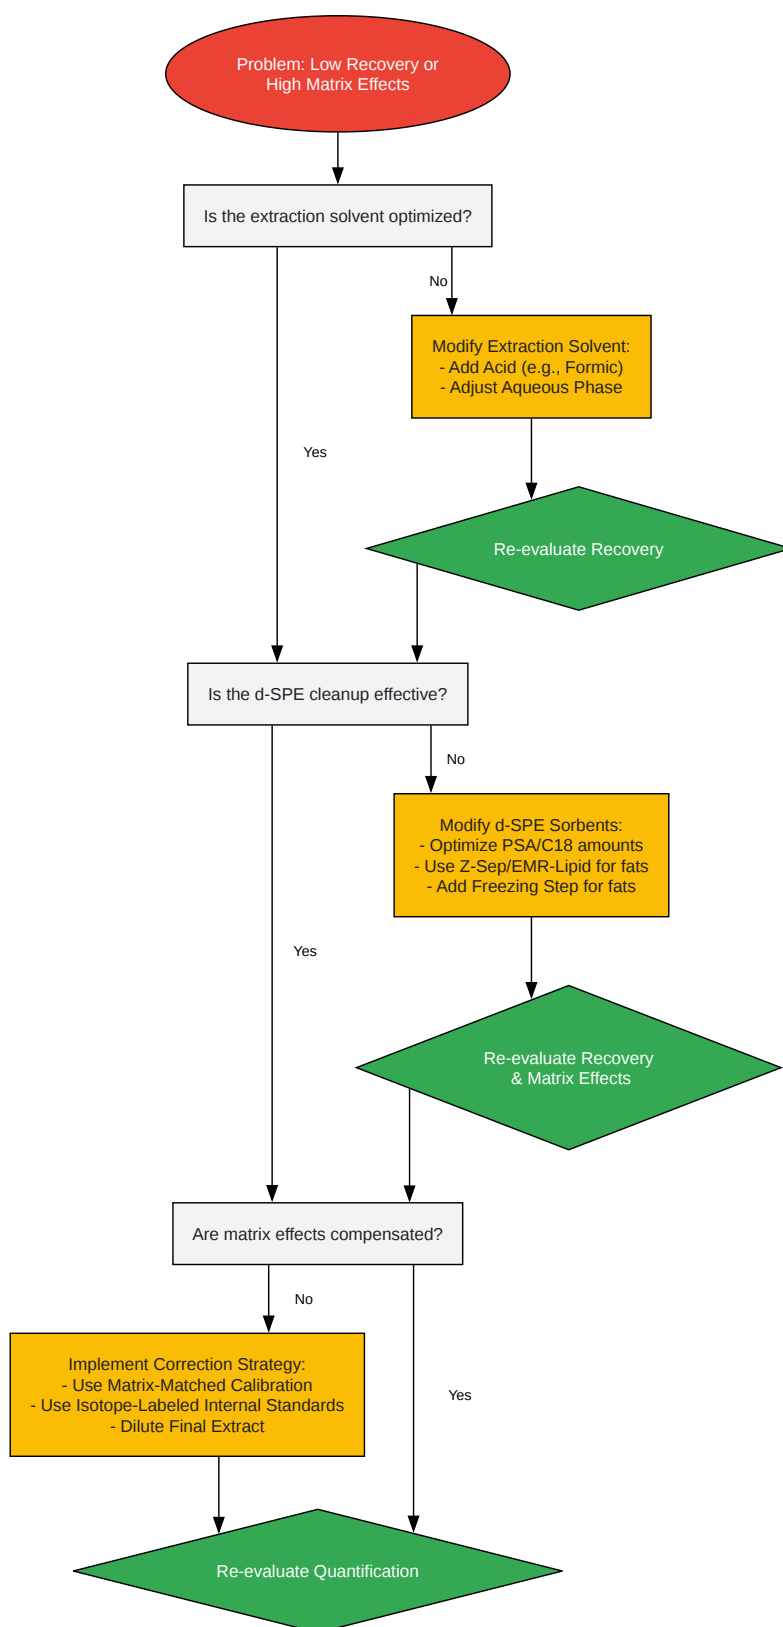 Problem: Low Recovery or
High Matrix Effects
Is the extraction solvent optimized?
No
Modify Extraction Solvent:
- Add Acid (e.g., Formic)
- Adjust Aqueous Phase
Yes
Re-evaluate Recovery
Is the d-SPE cleanup effective?
No
Modify d-SPE Sorbents:
- Optimize PSA/C18 amounts
- Use Z-Sep/EMR-Lipid for fats
- Add Freezing Step for fats
Yes
Re-evaluate Recovery
& Matrix Effects
Are matrix effects compensated?
No
Implement Correction Strategy:
- Use Matrix-Matched Calibration
- Use Isotope-Labeled Internal Standards
- Dilute Final Extract
Yes
Re-evaluate Quantification